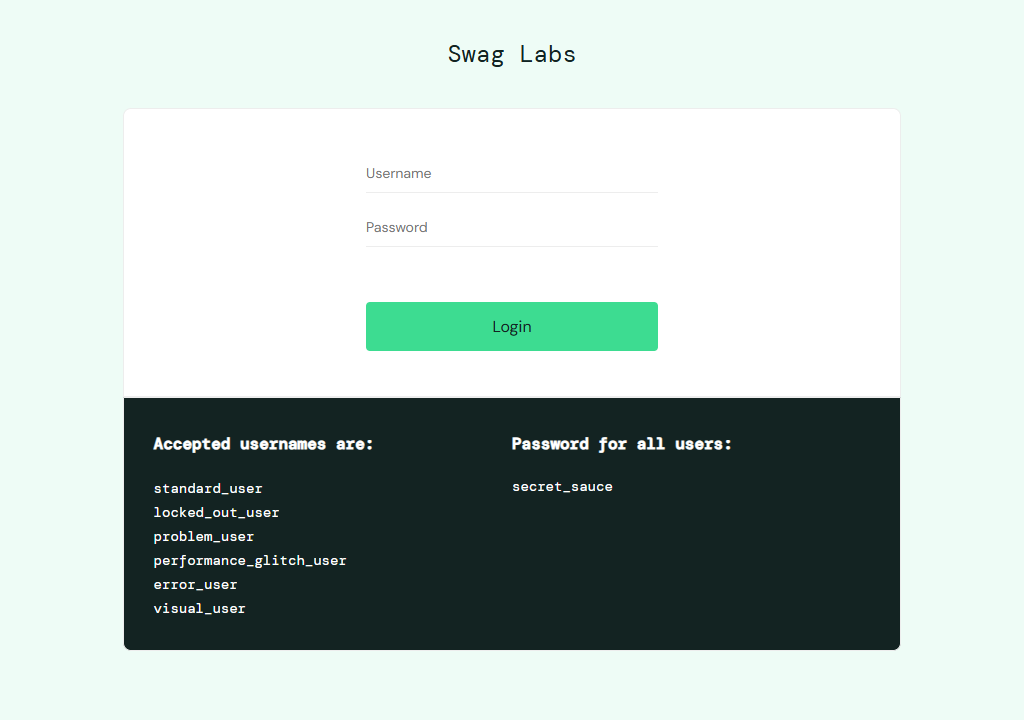 Swag Labs
Username
Password
Login
Accepted usernames are:
standard_user
locked_out_user
problem_user
performance_glitch_user
error_user
visual_user
Password for all users:
secret_sauce